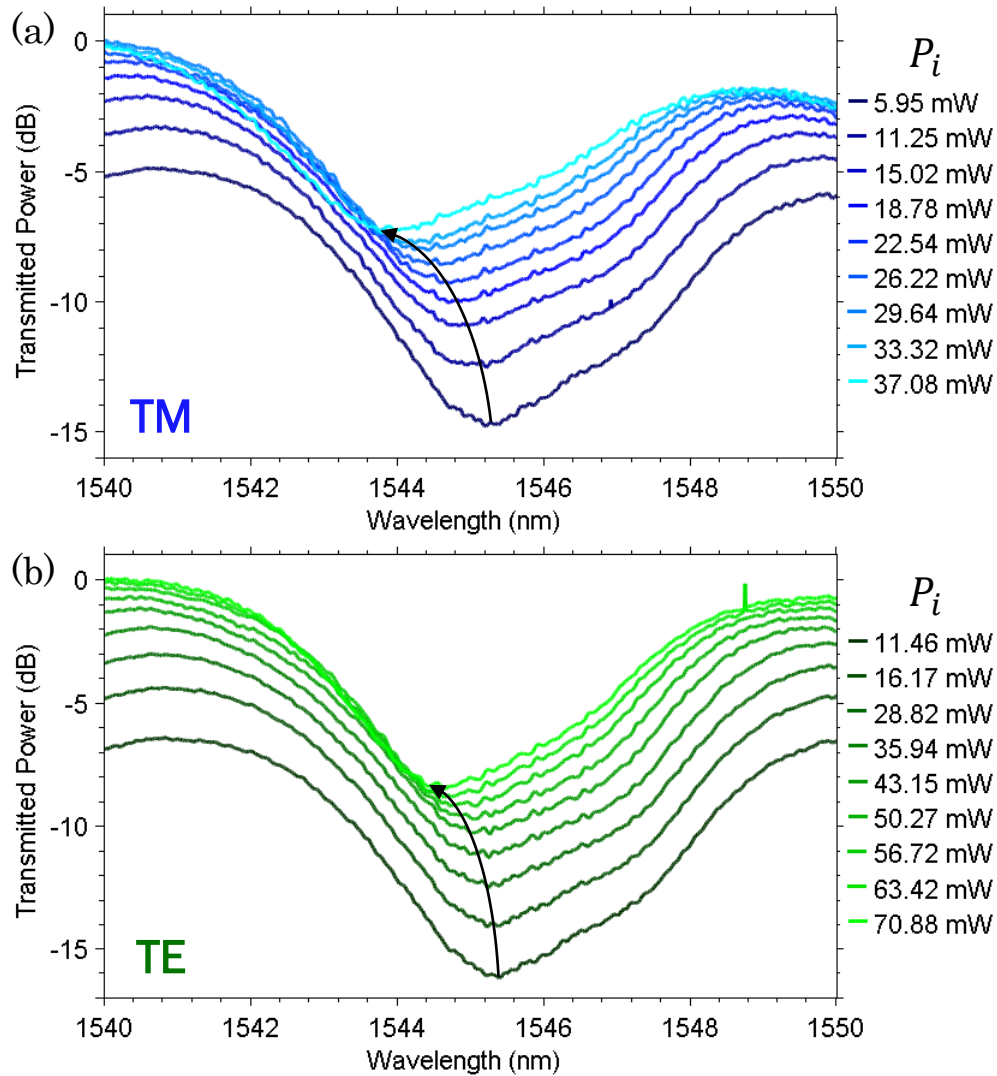 (a)
0
-5
-10
-15
Transmitted Power (dB)
TM
1540
1542
1544
1546
1548
1550
Wavelength (nm)
P_i
5.95 mW
11.25 mW
15.02 mW
18.78 mW
22.54 mW
26.22 mW
29.64 mW
33.32 mW
37.08 mW
(b)
0
-5
-10
-15
Transmitted Power (dB)
TE
1540
1542
1544
1546
1548
1550
Wavelength (nm)
P_i
11.46 mW
16.17 mW
28.82 mW
35.94 mW
43.15 mW
50.27 mW
56.72 mW
63.42 mW
70.88 mW